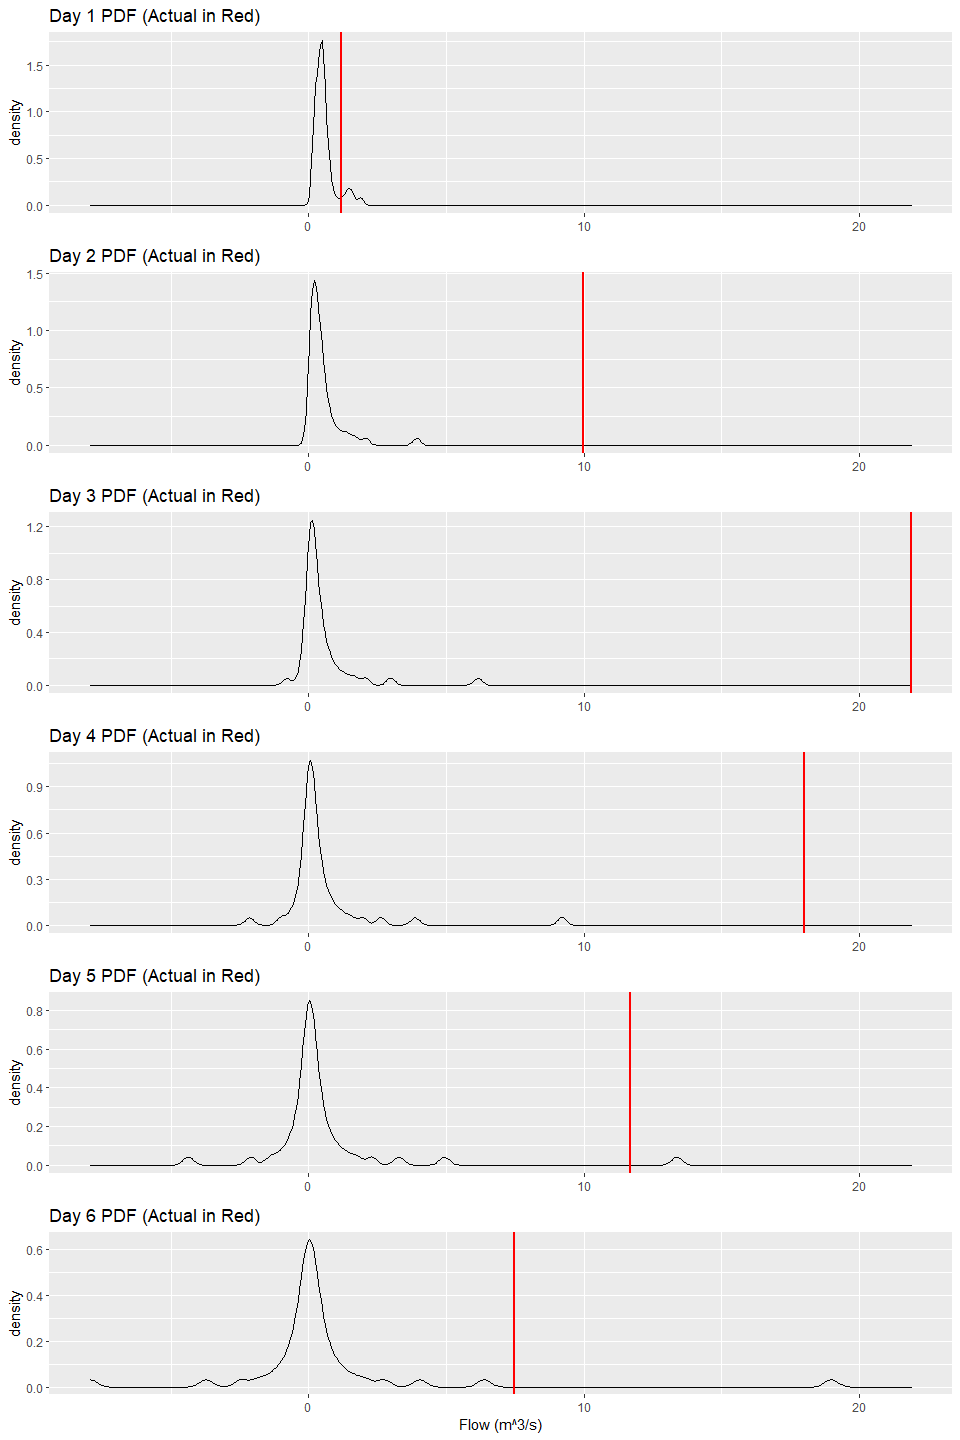 Day 1 PDF (Actual in Red)
density
1.5
1.0
0.5
0.0
0 10 20
Day 2 PDF (Actual in Red)
density
1.5
1.0
0.5
0.0
0 10 20
Day 3 PDF (Actual in Red)
density
1.2
0.8
0.4
0.0
0 10 20
Day 4 PDF (Actual in Red)
density
0.9
0.6
0.3
0.0
0 10 20
Day 5 PDF (Actual in Red)
density
0.8
0.6
0.4
0.2
0.0
0 10 20
Day 6 PDF (Actual in Red)
density
0.6
0.4
0.2
0.0
0 10 20
Flow (m^3/s)